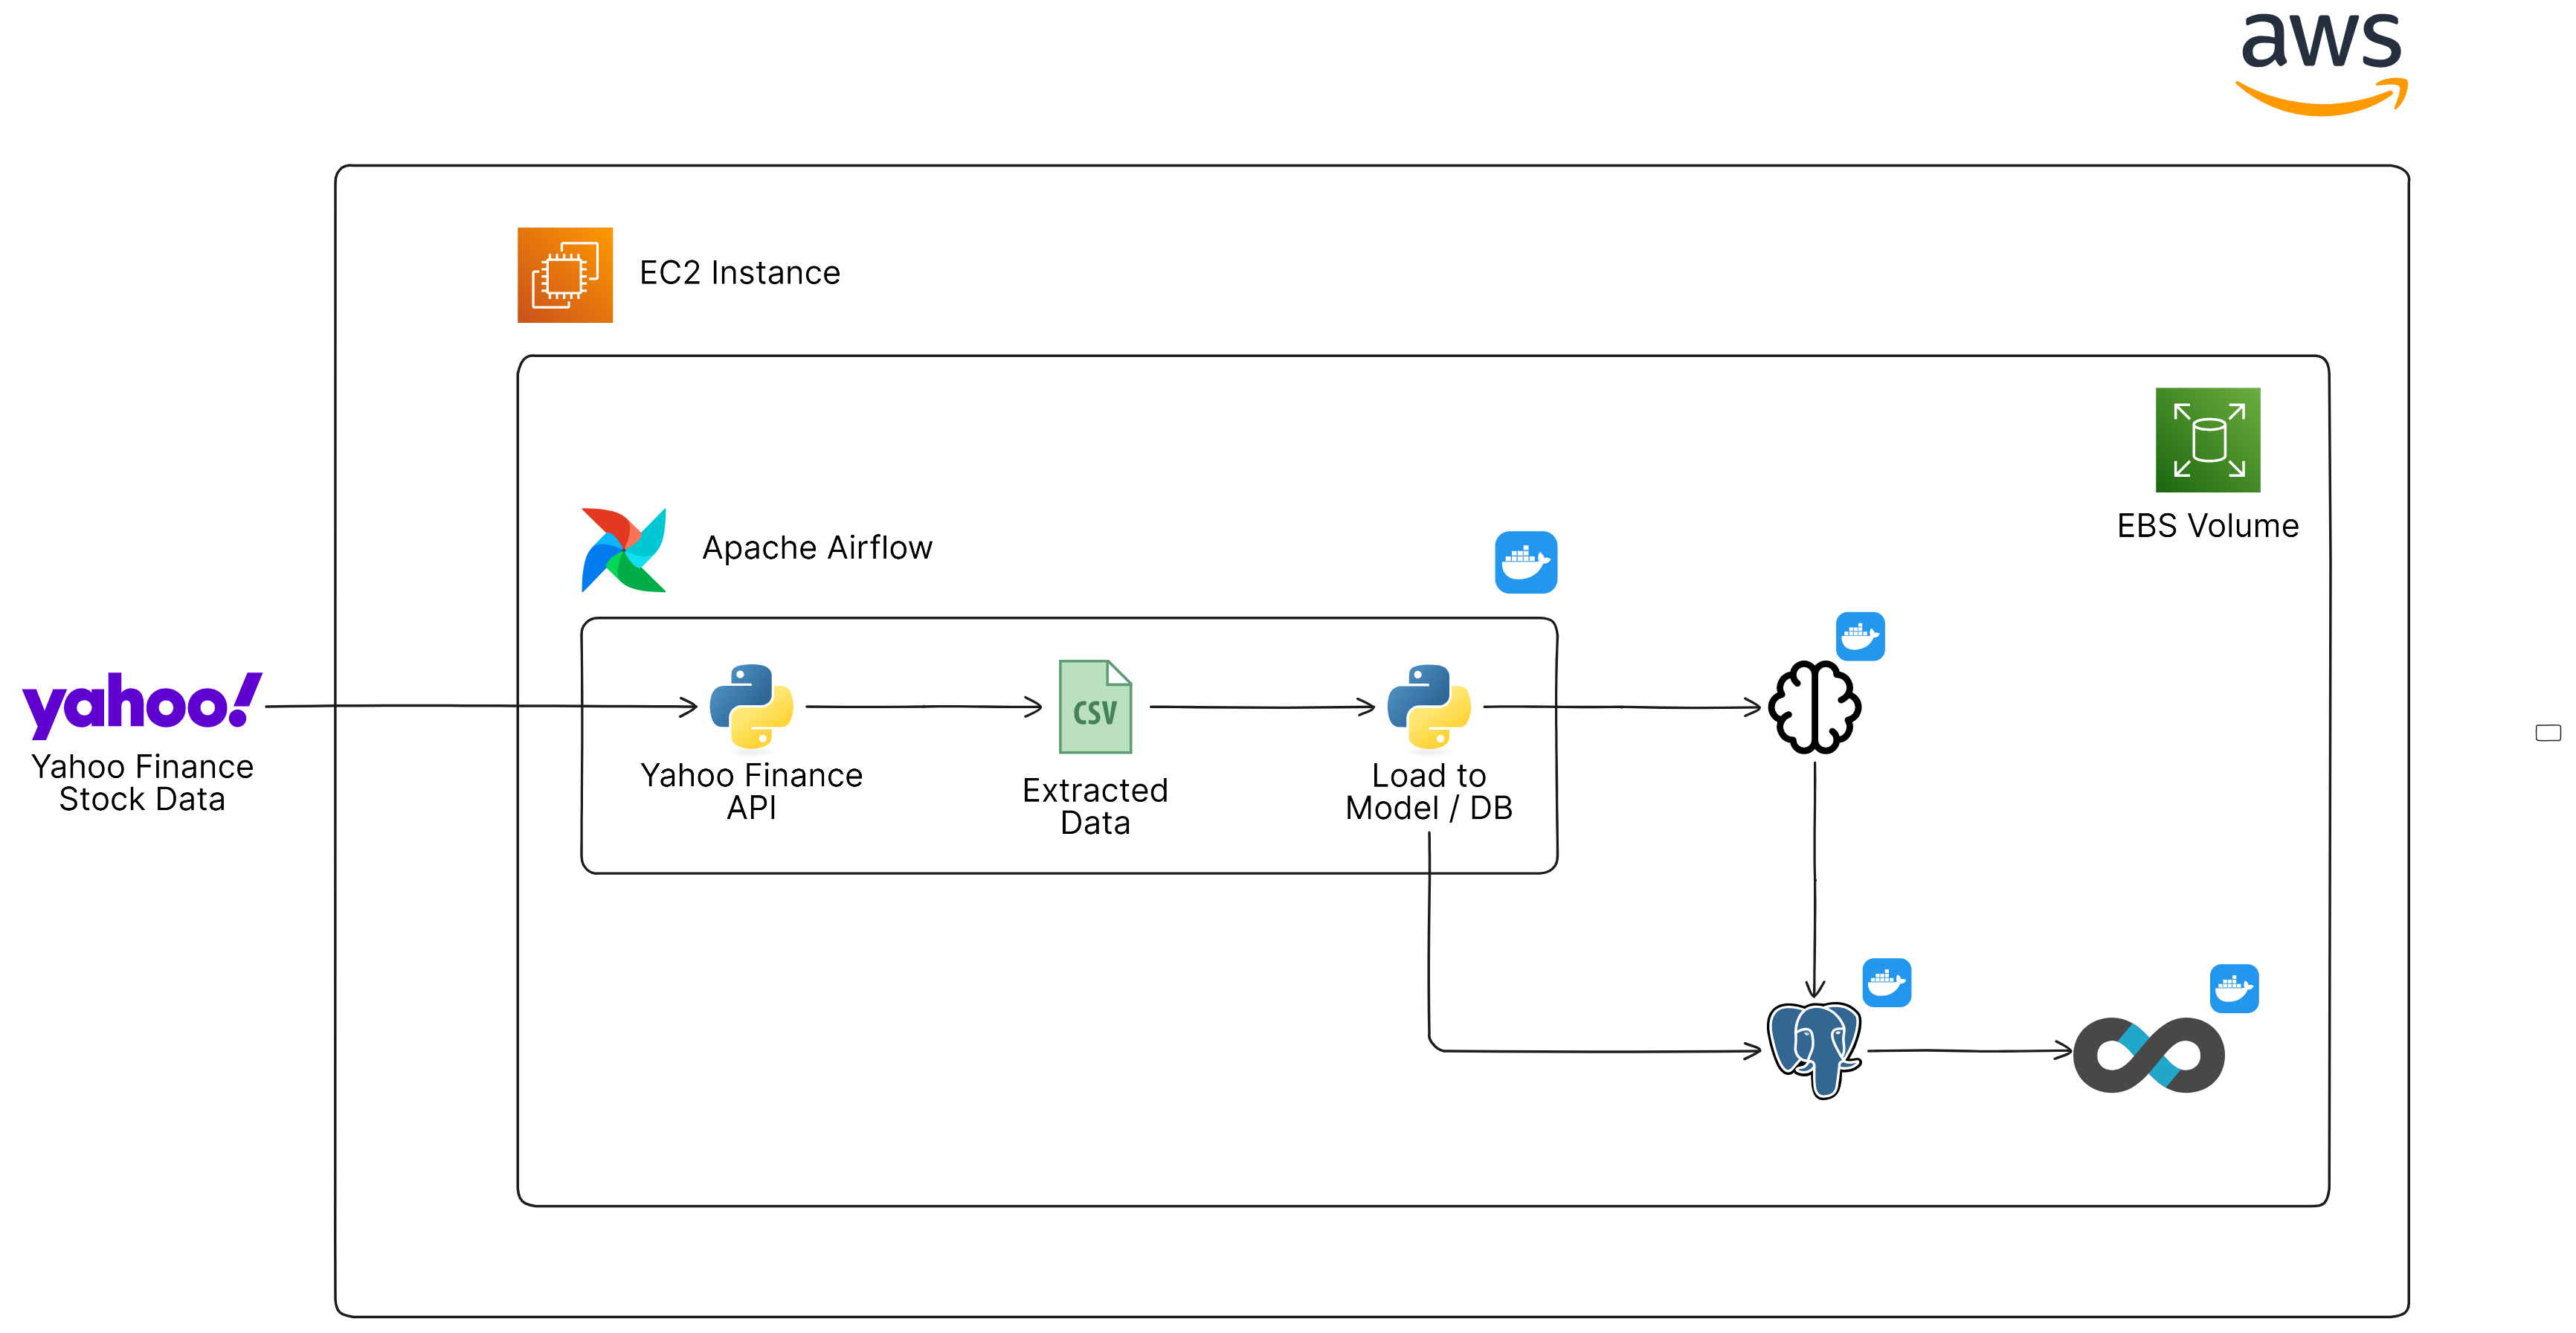 aws
EC2 Instance
EBS Volume
Apache Airflow
yahoo!
Yahoo Finance
Stock Data
Yahoo Finance
API
CSV
Extracted
Data
Load to
Model / DB